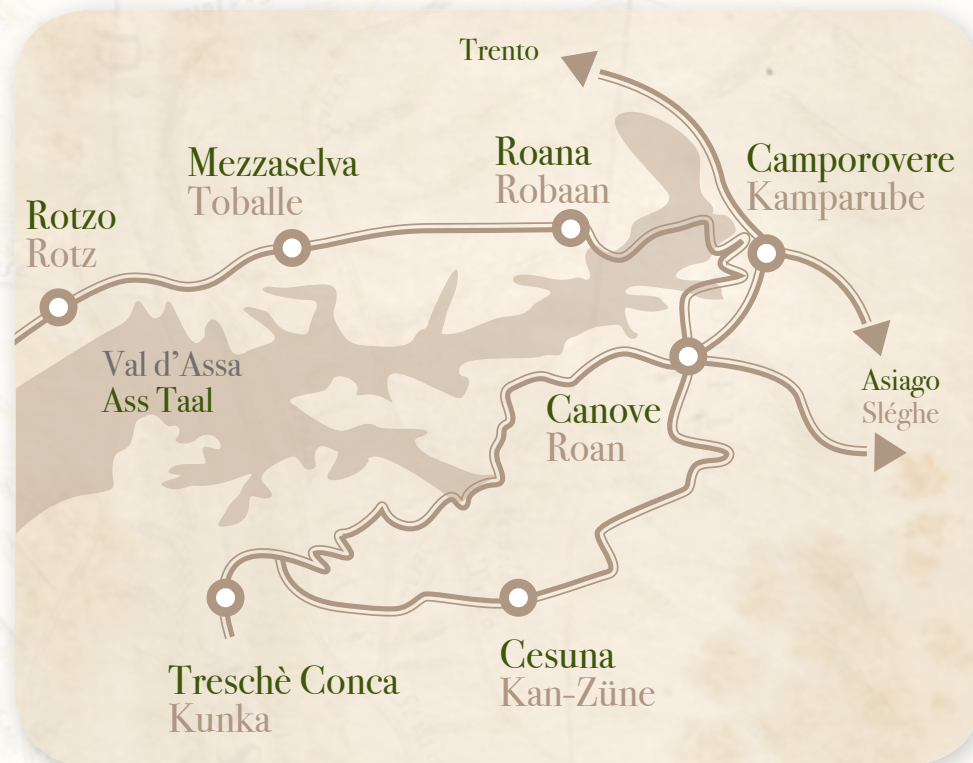 Trento
Mezzaselva
Toballe
Roana
Robaan
Camporovere
Kamparube
Rotzo
Rotz
Val d’Assa
Ass Taal
Asiago
Sléghe
Canove
Roan
Cesuna
Kan-Züne
Treschè Conca
Kunka